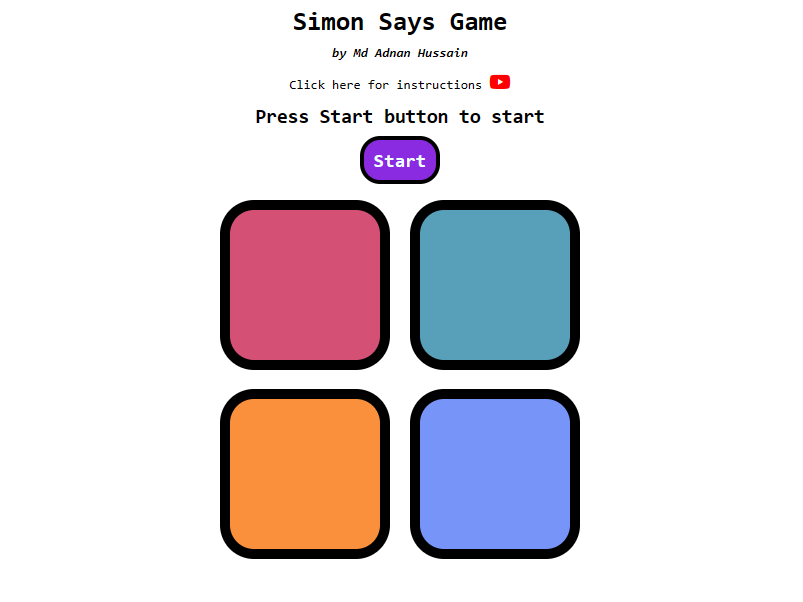 Simon Says Game
by Md Adnan Hussain
Click here for instructions
Press Start button to start
Start